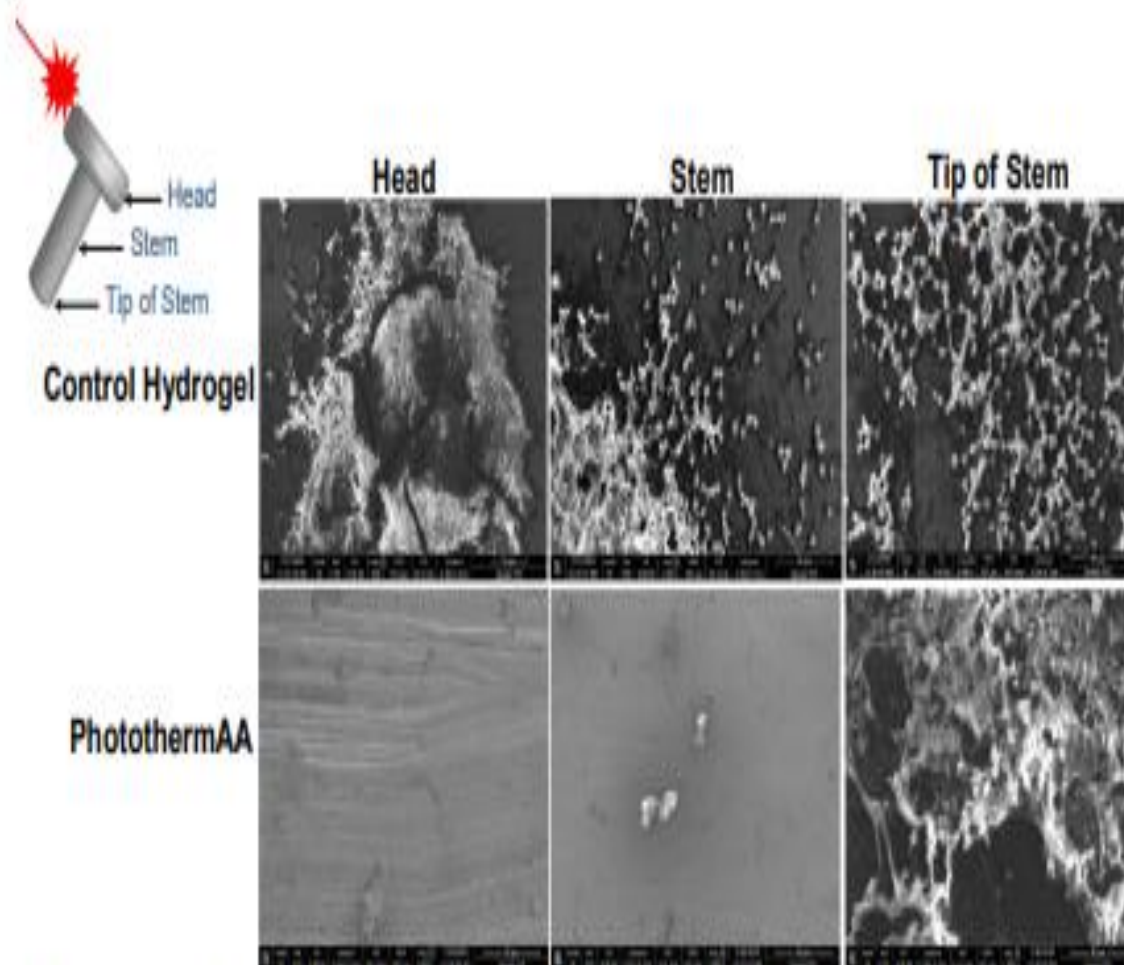 Head
Stem
Tip of Stem
Head Stem Tip of Stem
Control Hydrogel
PhotothermAA